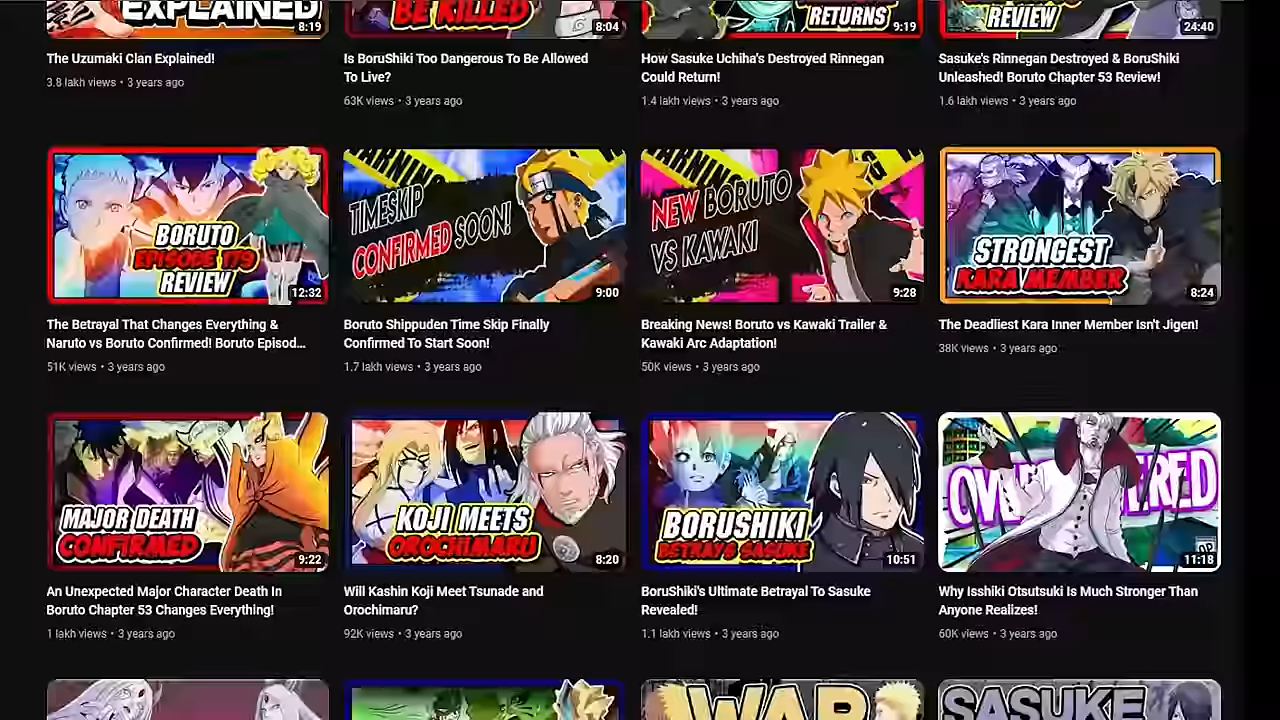 EXPLAINED
8:19
BE KILLED
8:04
RETURNS
9:19
REVIEW
24:40
The Uzumaki Clan Explained!
3.8 lakh views • 3 years ago
Is BoruShiki Too Dangerous To Be Allowed
To Live?
63K views • 3 years ago
How Sasuke Uchiha's Destroyed Rinnegan
Could Return!
1.4 lakh views • 3 years ago
Sasuke's Rinnegan Destroyed & BoruShiki
Unleashed! Boruto Chapter 53 Review!
1.6 lakh views • 3 years ago
BORUTO
EPISODE 179
REVIEW
12:32
WARNING
TIMESKIP
CONFIRMED SOON!
9:00
WARNING
NEW BORUTO
VS KAWAKI
9:28
STRONGEST
KARA MEMBER
8:24
The Betrayal That Changes Everything &
Naruto vs Boruto Confirmed! Boruto Episod...
51K views • 3 years ago
Boruto Shippuden Time Skip Finally
Confirmed To Start Soon!
1.7 lakh views • 3 years ago
Breaking News! Boruto vs Kawaki Trailer &
Kawaki Arc Adaptation!
50K views • 3 years ago
The Deadliest Kara Inner Member Isn't Jigen!
38K views • 3 years ago
MAJOR DEATH
CONFIRMED
9:22
KOJI MEETS
OROCHIMARU
8:20
BORUSHIKI
BETRAYS SASUKE
10:51
11:18
An Unexpected Major Character Death In
Boruto Chapter 53 Changes Everything!
1 lakh views • 3 years ago
Will Kashin Koji Meet Tsunade and
Orochimaru?
92K views • 3 years ago
BoruShiki's Ultimate Betrayal To Sasuke
Revealed!
1.1 lakh views • 3 years ago
Why Isshiki Otsutsuki Is Much Stronger Than
Anyone Realizes!
60K views • 3 years ago
WAR
SASUKE